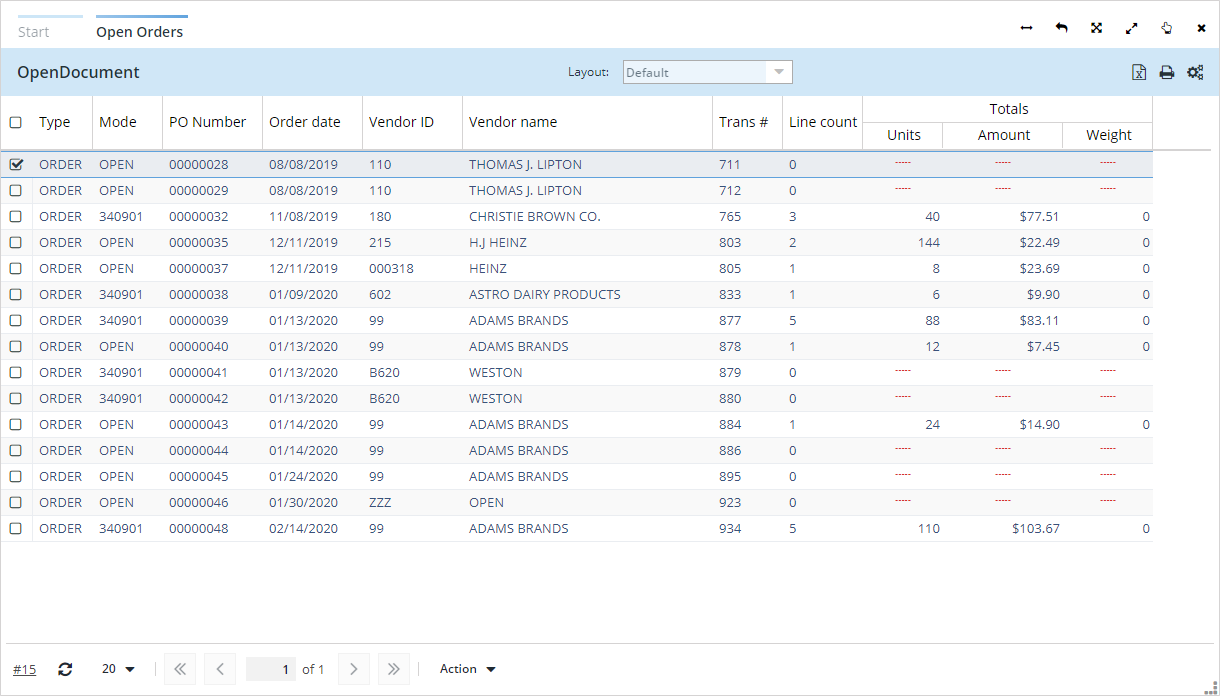 Start Open Orders
OpenDocument Layout: Default
Totals
Type Mode PO Number Order date Vendor ID Vendor name Trans # Line count
Units Amount Weight
ORDER OPEN 00000028 08/08/2019 110 THOMAS J. LIPTON 711 0 ----- ----- -----
ORDER OPEN 00000029 08/08/2019 110 THOMAS J. LIPTON 712 0 ----- ----- -----
ORDER 340901 00000032 11/08/2019 180 CHRISTIE BROWN CO. 765 3 40 $77.51 0
ORDER OPEN 00000035 12/11/2019 215 H.J HEINZ 803 2 144 $22.49 0
ORDER OPEN 00000037 12/11/2019 000318 HEINZ 805 1 8 $23.69 0
ORDER 340901 00000038 01/09/2020 602 ASTRO DAIRY PRODUCTS 833 1 6 $9.90 0
ORDER 340901 00000039 01/13/2020 99 ADAMS BRANDS 877 5 88 $83.11 0
ORDER OPEN 00000040 01/13/2020 99 ADAMS BRANDS 878 1 12 $7.45 0
ORDER 340901 00000041 01/13/2020 B620 WESTON 879 0 ----- ----- -----
ORDER 340901 00000042 01/13/2020 B620 WESTON 880 0 ----- ----- -----
ORDER OPEN 00000043 01/14/2020 99 ADAMS BRANDS 884 1 24 $14.90 0
ORDER OPEN 00000044 01/14/2020 99 ADAMS BRANDS 886 0 ----- ----- -----
ORDER OPEN 00000045 01/24/2020 99 ADAMS BRANDS 895 0 ----- ----- -----
ORDER OPEN 00000046 01/30/2020 ZZZ OPEN 923 0 ----- ----- -----
ORDER 340901 00000048 02/14/2020 99 ADAMS BRANDS 934 5 110 $103.67 0
#15 20 1 of 1 Action